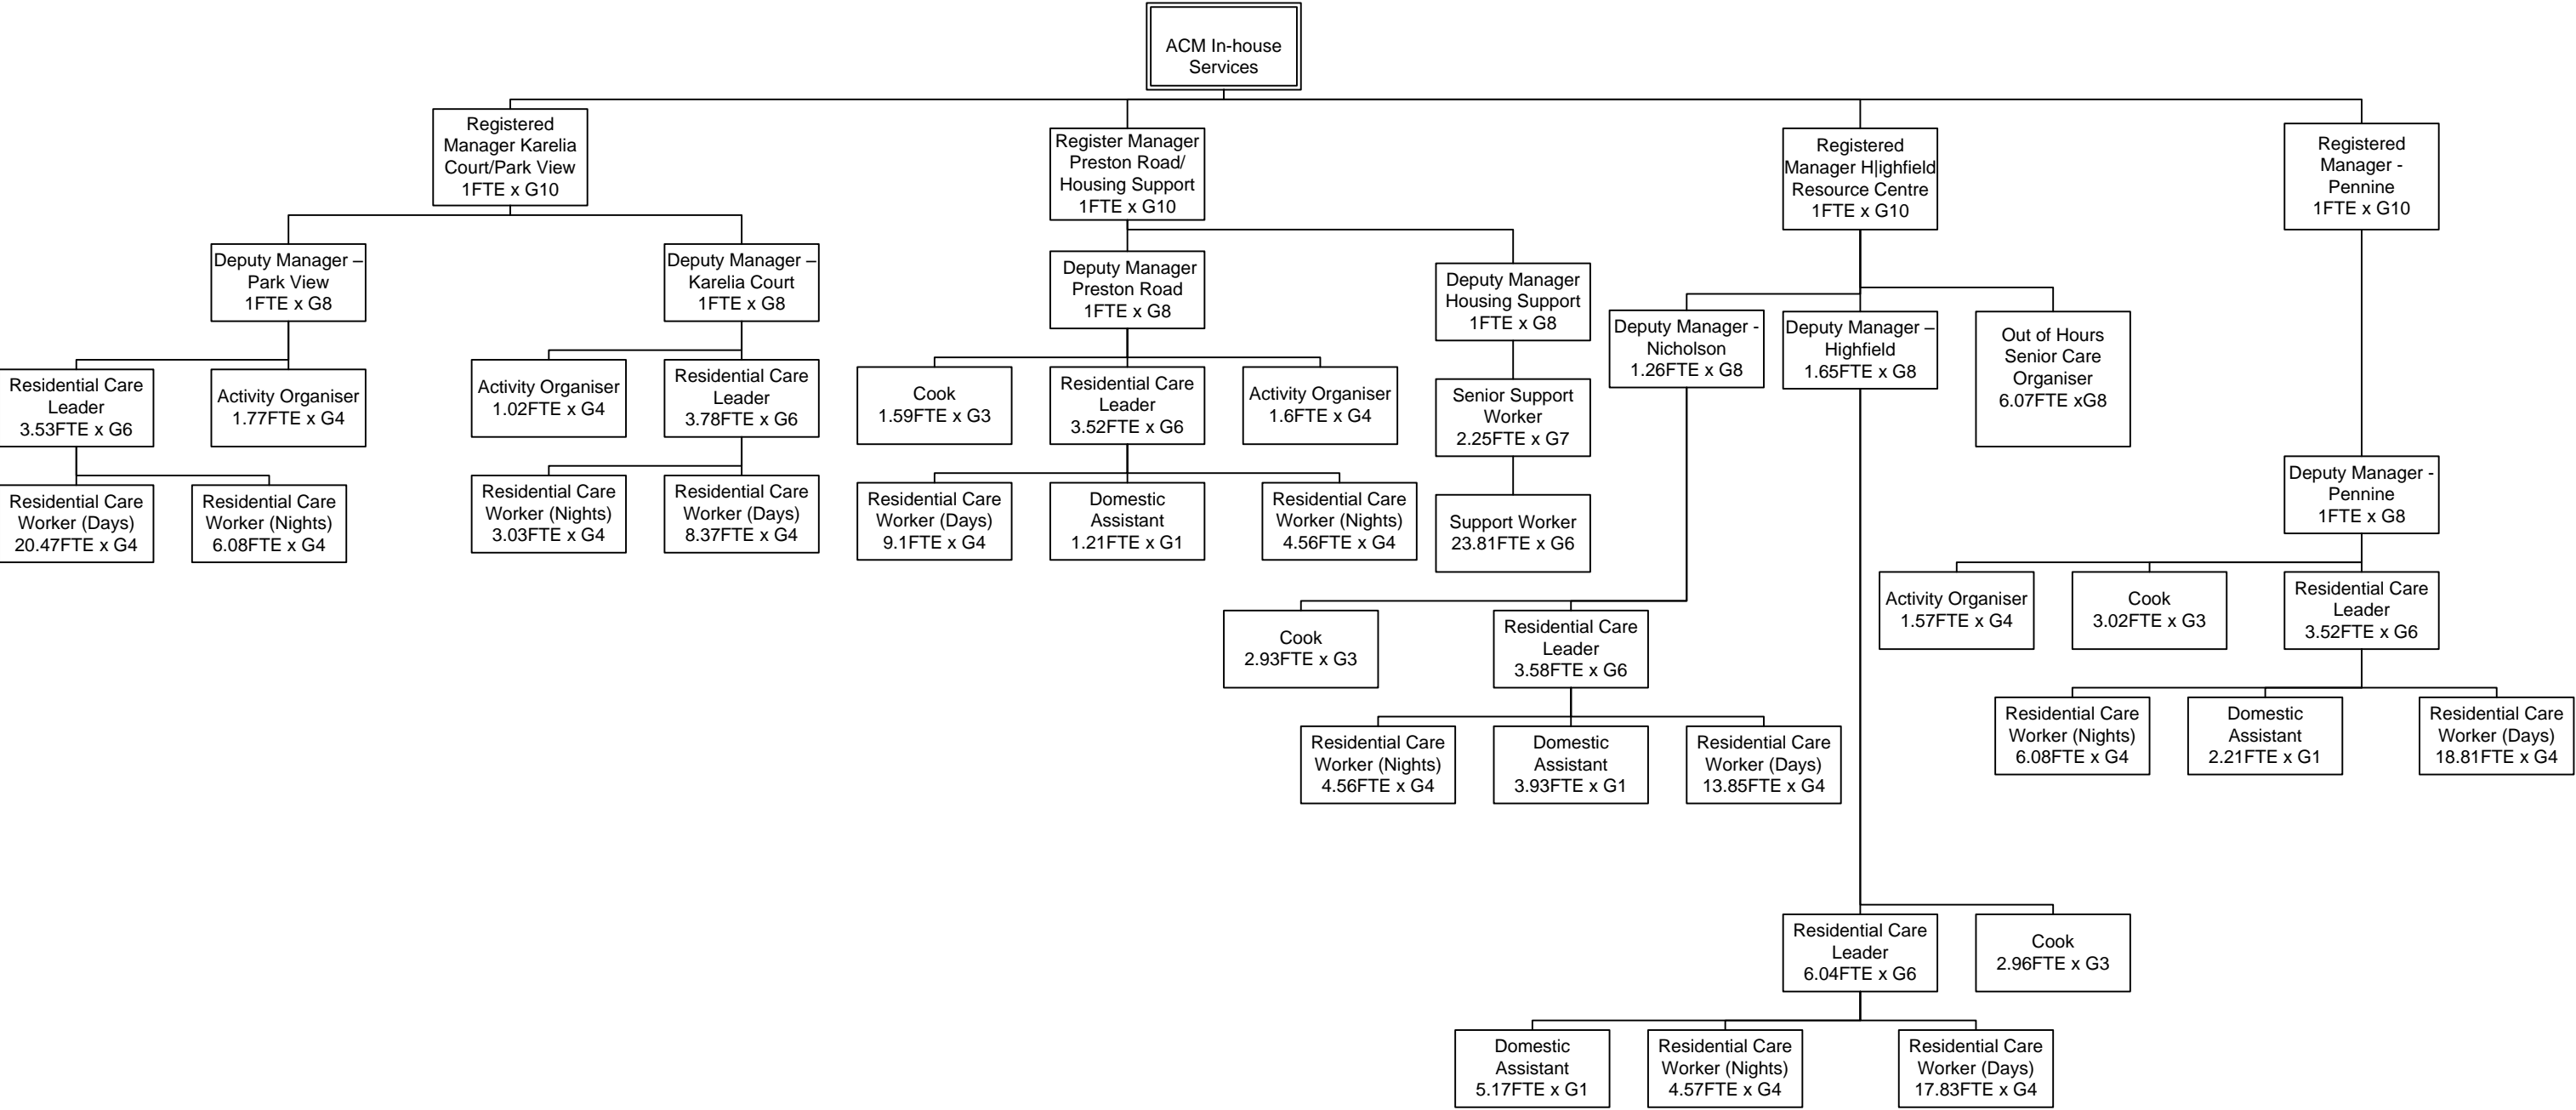 ACM In-house
Services
Registered
Manager Karelia
Court/Park View
1FTE x G10
Register Manager
Preston Road/
Housing Support
1FTE x G10
Registered
Manager H|ighfield
Resource Centre
1FTE x G10
Registered
Manager -
Pennine
1FTE x G10
Deputy Manager –
Park View
1FTE x G8
Deputy Manager –
Karelia Court
1FTE x G8
Deputy Manager
Preston Road
1FTE x G8
Deputy Manager
Housing Support
1FTE x G8
Deputy Manager -
Nicholson
1.26FTE x G8
Deputy Manager –
Highfield
1.65FTE x G8
Out of Hours
Senior Care
Organiser
6.07FTE xG8
Residential Care
Leader
3.53FTE x G6
Activity Organiser
1.77FTE x G4
Activity Organiser
1.02FTE x G4
Residential Care
Leader
3.78FTE x G6
Cook
1.59FTE x G3
Residential Care
Leader
3.52FTE x G6
Activity Organiser
1.6FTE x G4
Senior Support
Worker
2.25FTE x G7
Deputy Manager -
Pennine
1FTE x G8
Residential Care
Worker (Days)
20.47FTE x G4
Residential Care
Worker (Nights)
6.08FTE x G4
Residential Care
Worker (Nights)
3.03FTE x G4
Residential Care
Worker (Days)
8.37FTE x G4
Residential Care
Worker (Days)
9.1FTE x G4
Domestic
Assistant
1.21FTE x G1
Residential Care
Worker (Nights)
4.56FTE x G4
Support Worker
23.81FTE x G6
Activity Organiser
1.57FTE x G4
Cook
3.02FTE x G3
Residential Care
Leader
3.52FTE x G6
Cook
2.93FTE x G3
Residential Care
Leader
3.58FTE x G6
Residential Care
Worker (Nights)
6.08FTE x G4
Domestic
Assistant
2.21FTE x G1
Residential Care
Worker (Days)
18.81FTE x G4
Residential Care
Worker (Nights)
4.56FTE x G4
Domestic
Assistant
3.93FTE x G1
Residential Care
Worker (Days)
13.85FTE x G4
Residential Care
Leader
6.04FTE x G6
Cook
2.96FTE x G3
Domestic
Assistant
5.17FTE x G1
Residential Care
Worker (Nights)
4.57FTE x G4
Residential Care
Worker (Days)
17.83FTE x G4